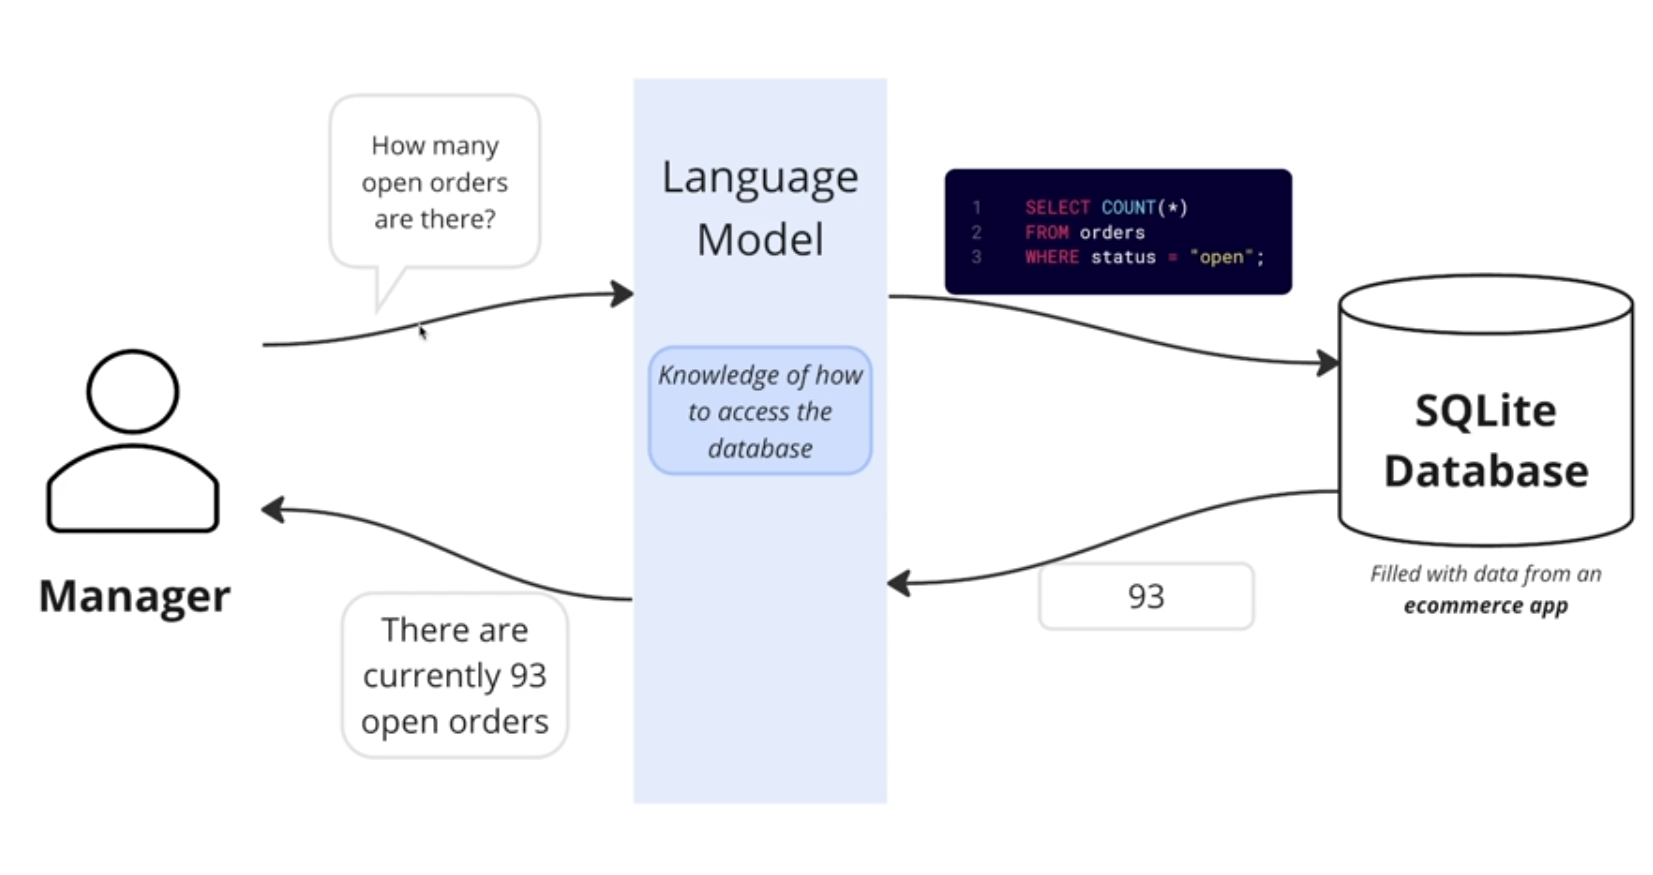 How many
open orders
are there?
Language
Model
1 SELECT COUNT(*)
2 FROM orders
3 WHERE status = "open";
Knowledge of how
to access the
database
SQLite
Database
Filled with data from an
ecommerce app
93
Manager
There are
currently 93
open orders